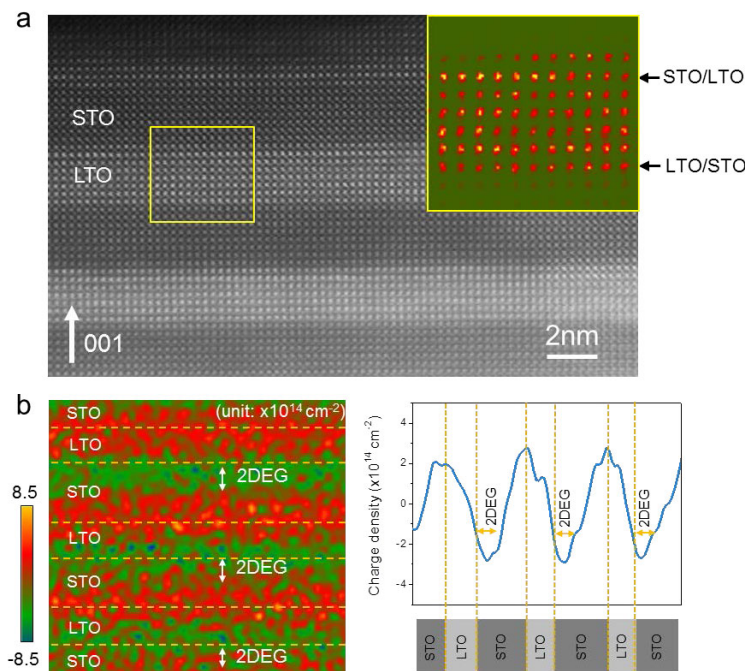 a
STO
LTO
STO/LTO
LTO/STO
001
2nm
b
STO
(unit: x10¹⁴ cm⁻²)
LTO
2DEG
STO
8.5
LTO
2DEG
STO
LTO
2DEG
STO
-8.5
Charge density (x10¹⁴ cm⁻²)
4
2
0
-2
-4
2DEG
2DEG
2DEG
STO
LTO
STO
LTO
STO
LTO
STO